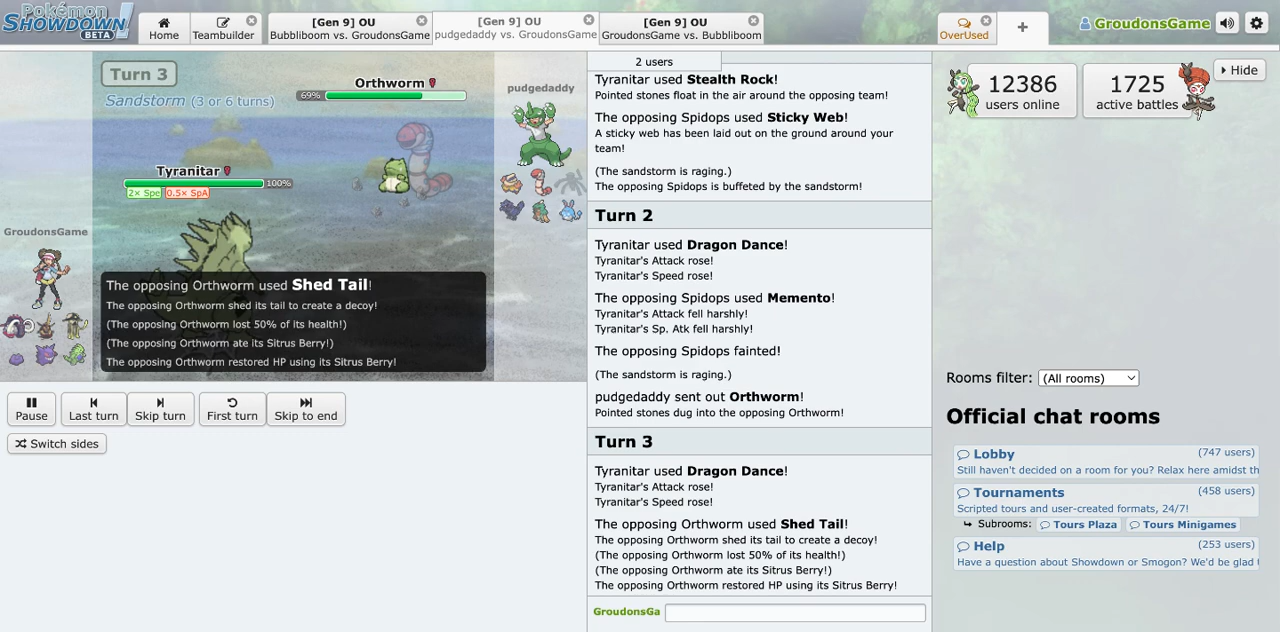 Pokémon
SHOWDOWN!
BETA
Home
Teambuilder
[Gen 9] OU
Bubbliboom vs. GroudonsGame
[Gen 9] OU
pudgedaddy vs. GroudonsGame
[Gen 9] OU
GroudonsGame vs. Bubbliboom
OverUsed
+
GroudonsGame
Turn 3
Sandstorm (3 or 6 turns)
Orthworm
69%
Tyranitar
100%
2× Spe 0.5× SpA
GroudonsGame
pudgedaddy
The opposing Orthworm used Shed Tail!
The opposing Orthworm shed its tail to create a decoy!
(The opposing Orthworm lost 50% of its health!)
(The opposing Orthworm ate its Sitrus Berry!)
The opposing Orthworm restored HP using its Sitrus Berry!
Pause
Last turn
Skip turn
First turn
Skip to end
Switch sides
2 users
Tyranitar used Stealth Rock!
Pointed stones float in the air around the opposing team!
The opposing Spidops used Sticky Web!
A sticky web has been laid out on the ground around your
team!
(The sandstorm is raging.)
The opposing Spidops is buffeted by the sandstorm!
Turn 2
Tyranitar used Dragon Dance!
Tyranitar's Attack rose!
Tyranitar's Speed rose!
The opposing Spidops used Memento!
Tyranitar's Attack fell harshly!
Tyranitar's Sp. Atk fell harshly!
The opposing Spidops fainted!
(The sandstorm is raging.)
pudgedaddy sent out Orthworm!
Pointed stones dug into the opposing Orthworm!
Turn 3
Tyranitar used Dragon Dance!
Tyranitar's Attack rose!
Tyranitar's Speed rose!
The opposing Orthworm used Shed Tail!
The opposing Orthworm shed its tail to create a decoy!
(The opposing Orthworm lost 50% of its health!)
(The opposing Orthworm ate its Sitrus Berry!)
The opposing Orthworm restored HP using its Sitrus Berry!
GroudonsGa
12386
users online
1725
active battles
Hide
Rooms filter: (All rooms)
Official chat rooms
Lobby (747 users)
Still haven't decided on a room for you? Relax here amidst th
Tournaments (458 users)
Scripted tours and user-created formats, 24/7!
Subrooms: Tours Plaza Tours Minigames
Help (253 users)
Have a question about Showdown or Smogon? We'd be glad t